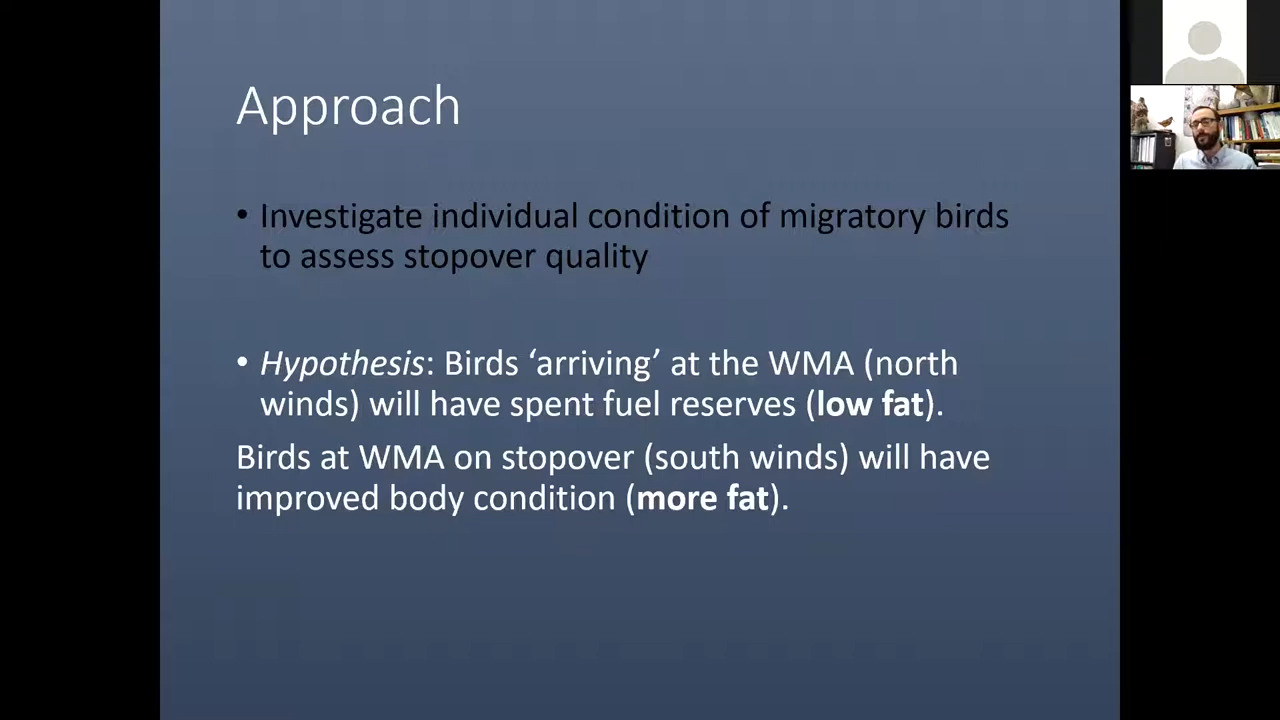 Approach
• Investigate individual condition of migratory birds
to assess stopover quality
• Hypothesis: Birds ‘arriving’ at the WMA (north
winds) will have spent fuel reserves (low fat).
Birds at WMA on stopover (south winds) will have
improved body condition (more fat).